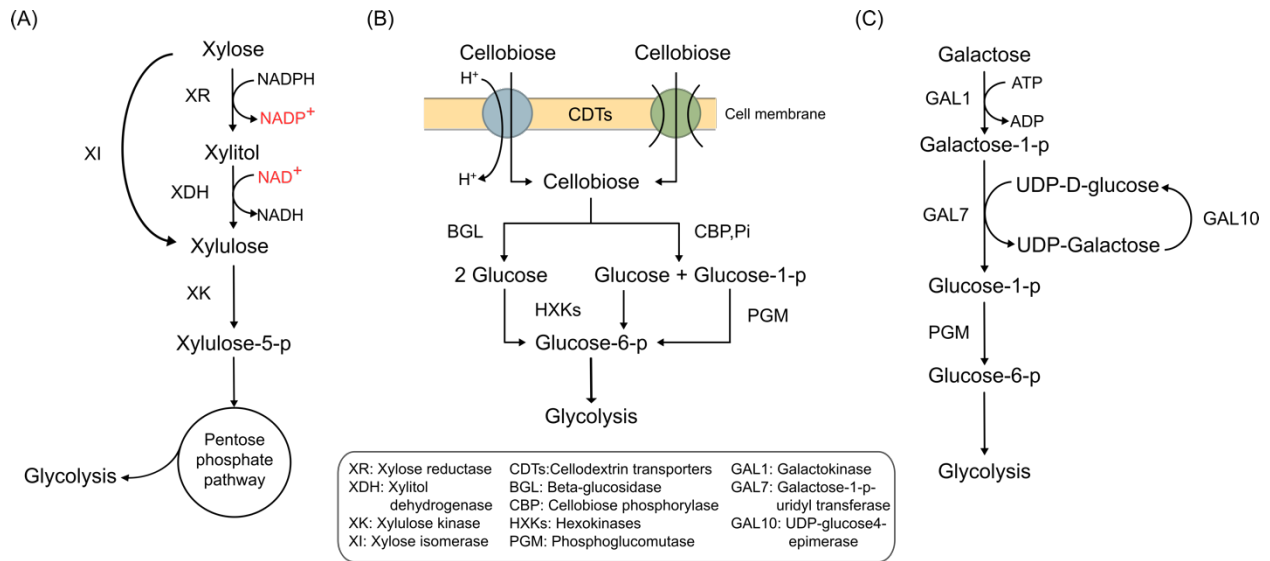 (A)
Xylose
NADPH
XR
NADP+
XI
Xylitol
NAD+
XDH
NADH
Xylulose
XK
Xylulose-5-p
Pentose
phosphate
pathway
Glycolysis
(B)
Cellobiose
Cellobiose
H+
CDTs
Cell membrane
H+
Cellobiose
BGL
CBP,Pi
2 Glucose
Glucose + Glucose-1-p
HXKs
PGM
Glucose-6-p
Glycolysis
(C)
Galactose
ATP
GAL1
ADP
Galactose-1-p
UDP-D-glucose
GAL7
GAL10
UDP-Galactose
Glucose-1-p
PGM
Glucose-6-p
Glycolysis
XR: Xylose reductase
XDH: Xylitol
dehydrogenase
XK: Xylulose kinase
XI: Xylose isomerase
CDTs:Cellodextrin transporters
BGL: Beta-glucosidase
CBP: Cellobiose phosphorylase
HXKs: Hexokinases
PGM: Phosphoglucomutase
GAL1: Galactokinase
GAL7: Galactose-1-p-
uridyl transferase
GAL10: UDP-glucose4-
epimerase